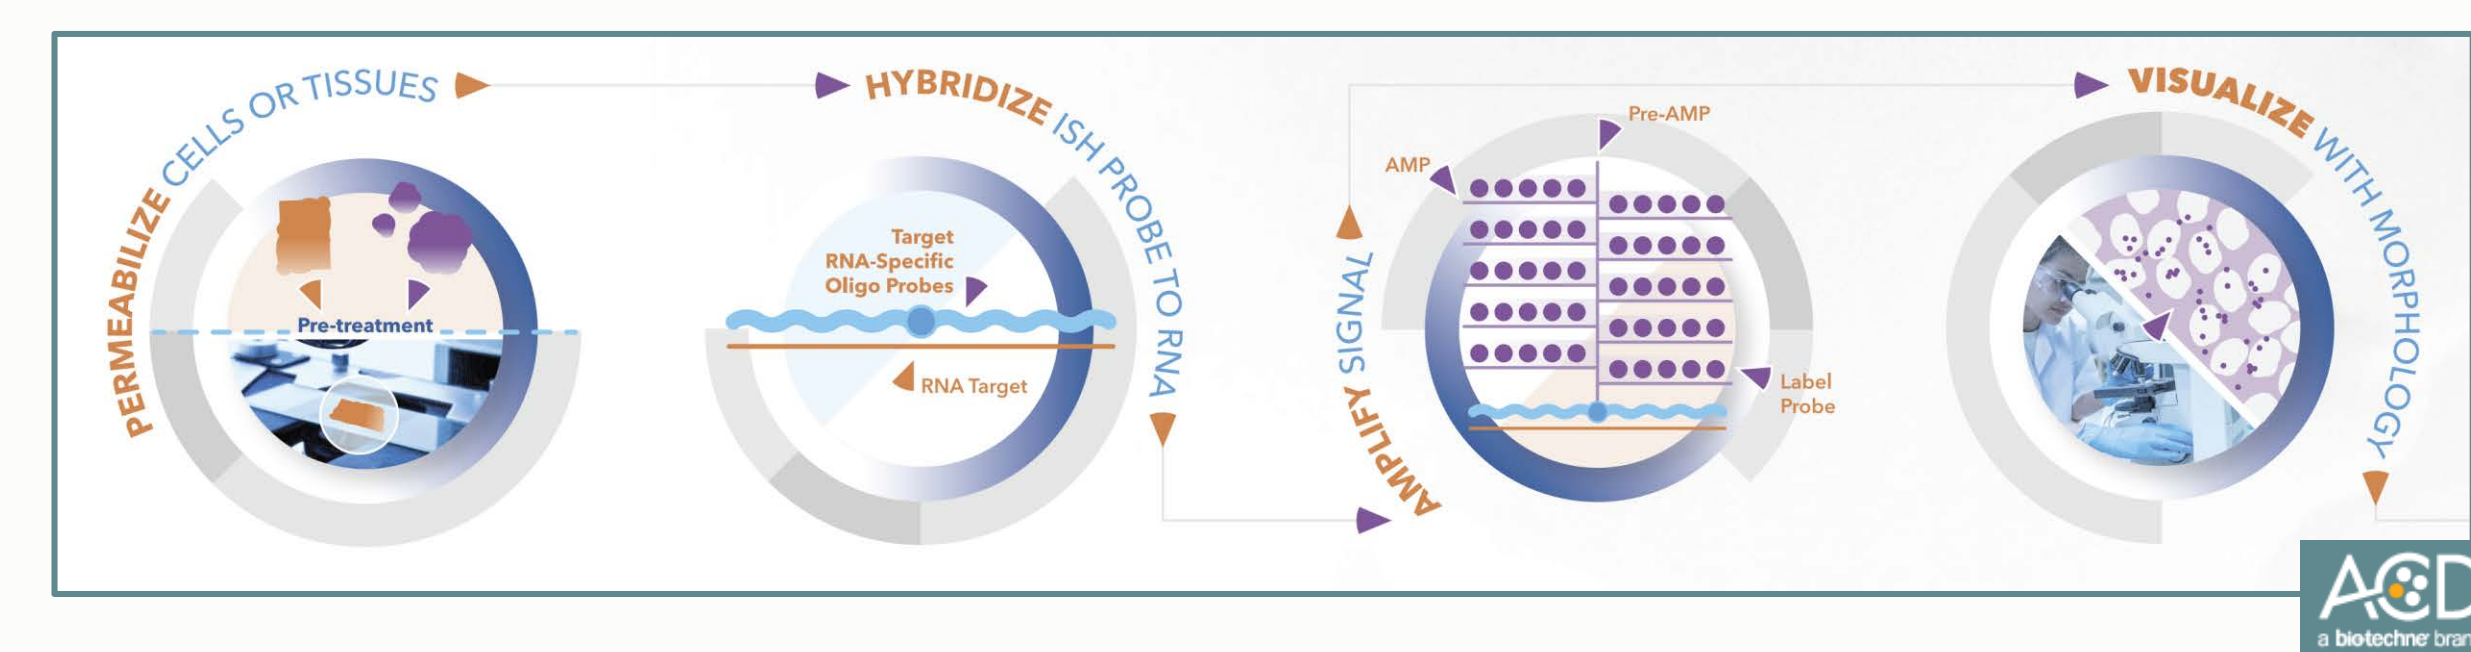 PERMEABILIZE CELLS OR TISSUES
Pre-treatment
HYBRIDIZE ISH PROBE TO RNA
Target
RNA-Specific
Oligo Probes
RNA Target
AMPLIFY SIGNAL
Pre-AMP
AMP
Label
Probe
VISUALIZE WITH MORPHOLOGY
ACD
a biotechne bran